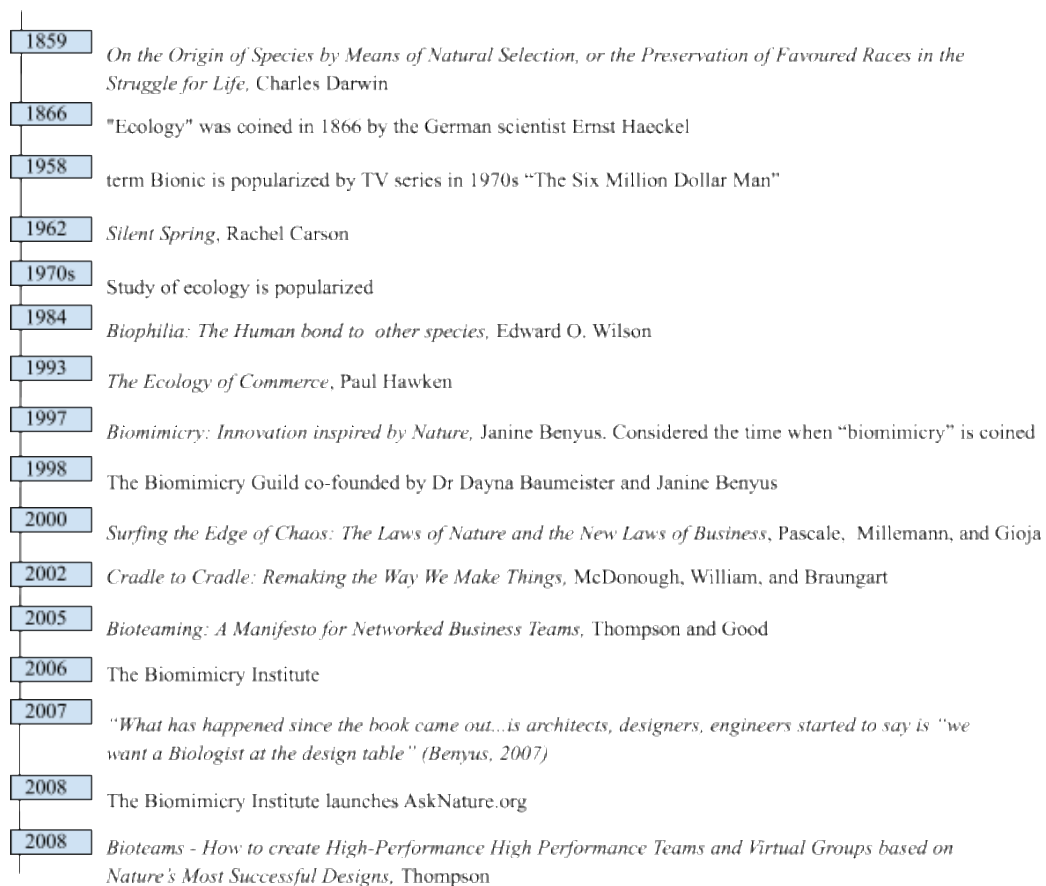 1859
On the Origin of Species by Means of Natural Selection, or the Preservation of Favoured Races in the
Struggle for Life, Charles Darwin
1866
"Ecology" was coined in 1866 by the German scientist Ernst Haeckel
1958
term Bionic is popularized by TV series in 1970s “The Six Million Dollar Man”
1962
Silent Spring, Rachel Carson
1970s
Study of ecology is popularized
1984
Biophilia: The Human bond to other species, Edward O. Wilson
1993
The Ecology of Commerce, Paul Hawken
1997
Biomimicry: Innovation inspired by Nature, Janine Benyus. Considered the time when “biomimicry” is coined
1998
The Biomimicry Guild co-founded by Dr Dayna Baumeister and Janine Benyus
2000
Surfing the Edge of Chaos: The Laws of Nature and the New Laws of Business, Pascale, Millemann, and Gioja
2002
Cradle to Cradle: Remaking the Way We Make Things, McDonough, William, and Braungart
2005
Bioteaming: A Manifesto for Networked Business Teams, Thompson and Good
2006
The Biomimicry Institute
2007
“What has happened since the book came out...is architects, designers, engineers started to say is “we
want a Biologist at the design table” (Benyus, 2007)
2008
The Biomimicry Institute launches AskNature.org
2008
Bioteams - How to create High-Performance High Performance Teams and Virtual Groups based on
Nature's Most Successful Designs, Thompson